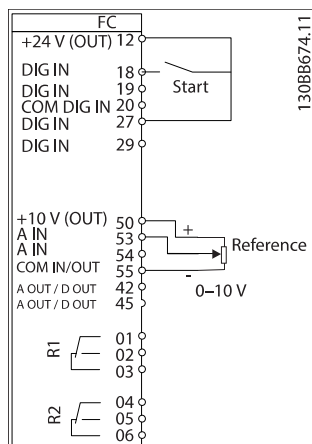 FC
+24 V (OUT) 12
DIG IN 18
DIG IN 19
COM DIG IN 20
DIG IN 27
DIG IN 29
Start
+10 V (OUT) 50
A IN 53
A IN 54
COM IN/OUT 55
A OUT / D OUT 42
A OUT / D OUT 45
+
Reference
-
0–10 V
R1
01
02
03
R2
04
05
06
130BB674.11